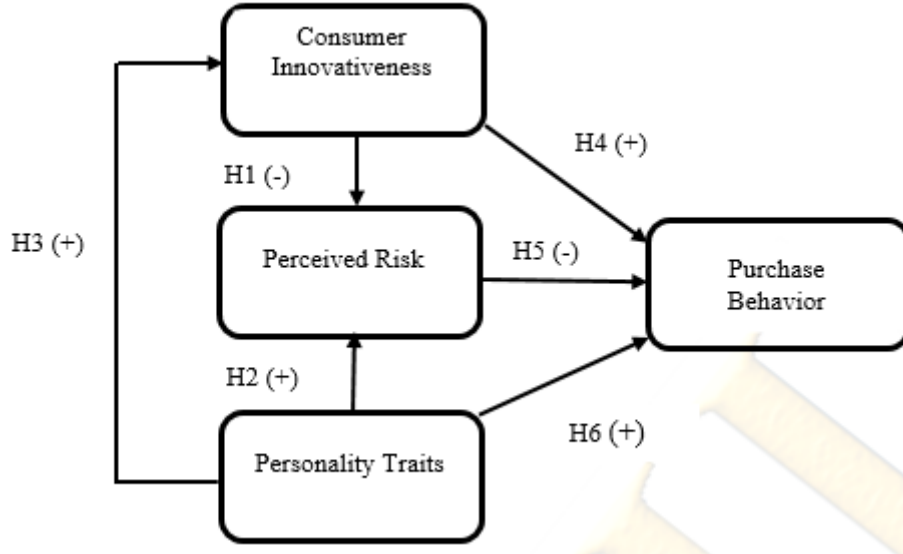 Consumer
Innovativeness
H4 (+)
H1 (-)
H3 (+)
Perceived Risk
H5 (-)
Purchase
Behavior
H2 (+)
H6 (+)
Personality Traits